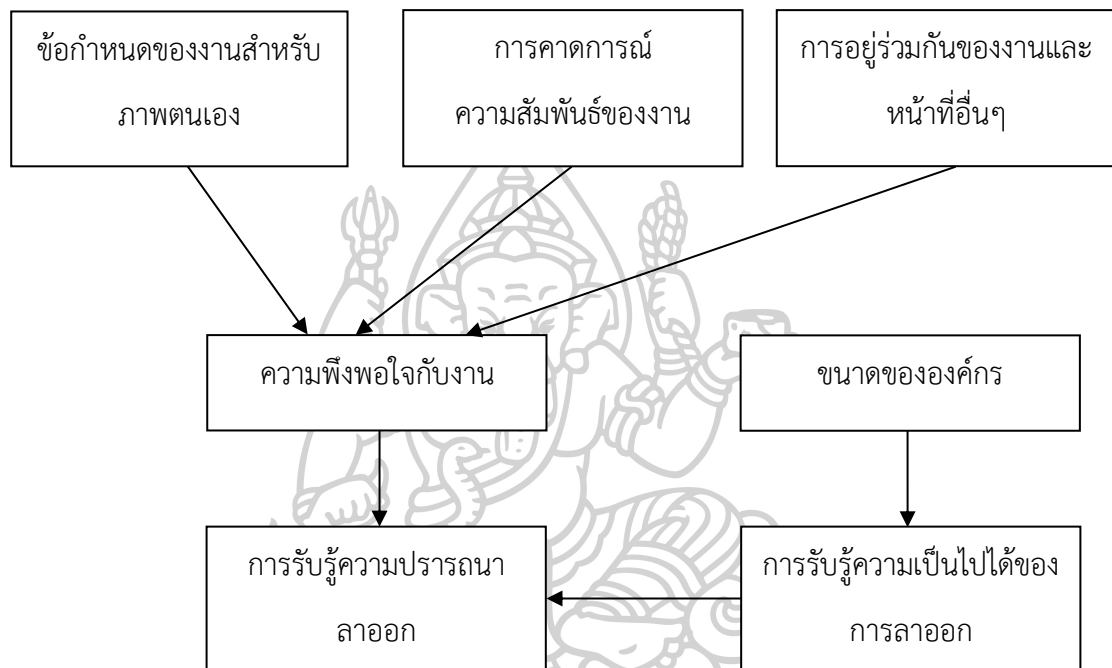 ข้อกำหนดของงานสำหรับ
ภาพตนเอง
การคาดการณ์
ความสัมพันธ์ของงาน
การอยู่ร่วมกันของงานและ
หน้าที่อื่นๆ
ความพึงพอใจกับงาน
ขนาดขององค์กร
การรับรู้ความปรารถนา
ลาออก
การรับรู้ความเป็นไปได้ของ
การลาออก